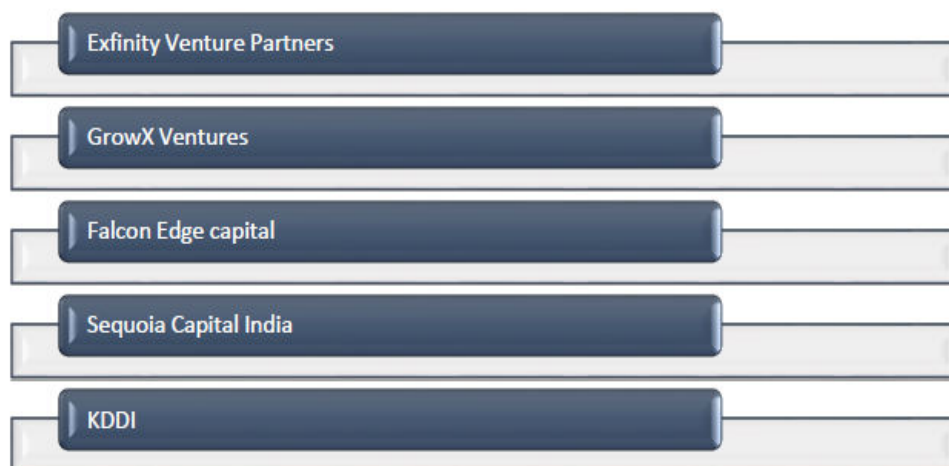 Exfinity Venture Partners
GrowX Ventures
Falcon Edge capital
Sequoia Capital India
KDDI